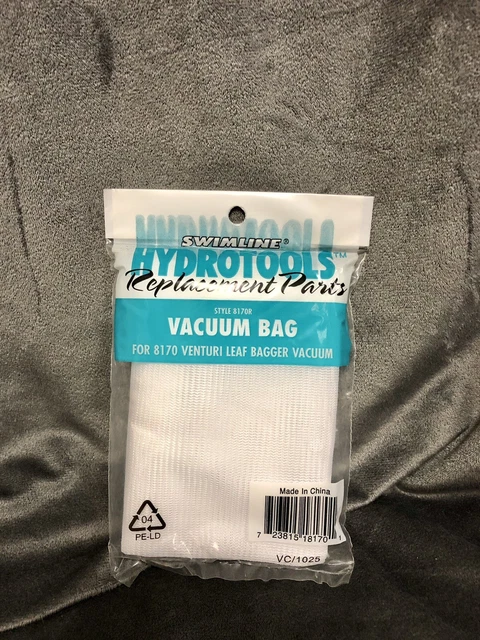 HYDROTOOLS
SWIMLINE®
HYDROTOOLS™
Replacement Parts
STYLE 8170R
VACUUM BAG
FOR 8170 VENTURI LEAF BAGGER VACUUM
Made In China
7 23815 18170 1
04
PE-LD
VC/1025